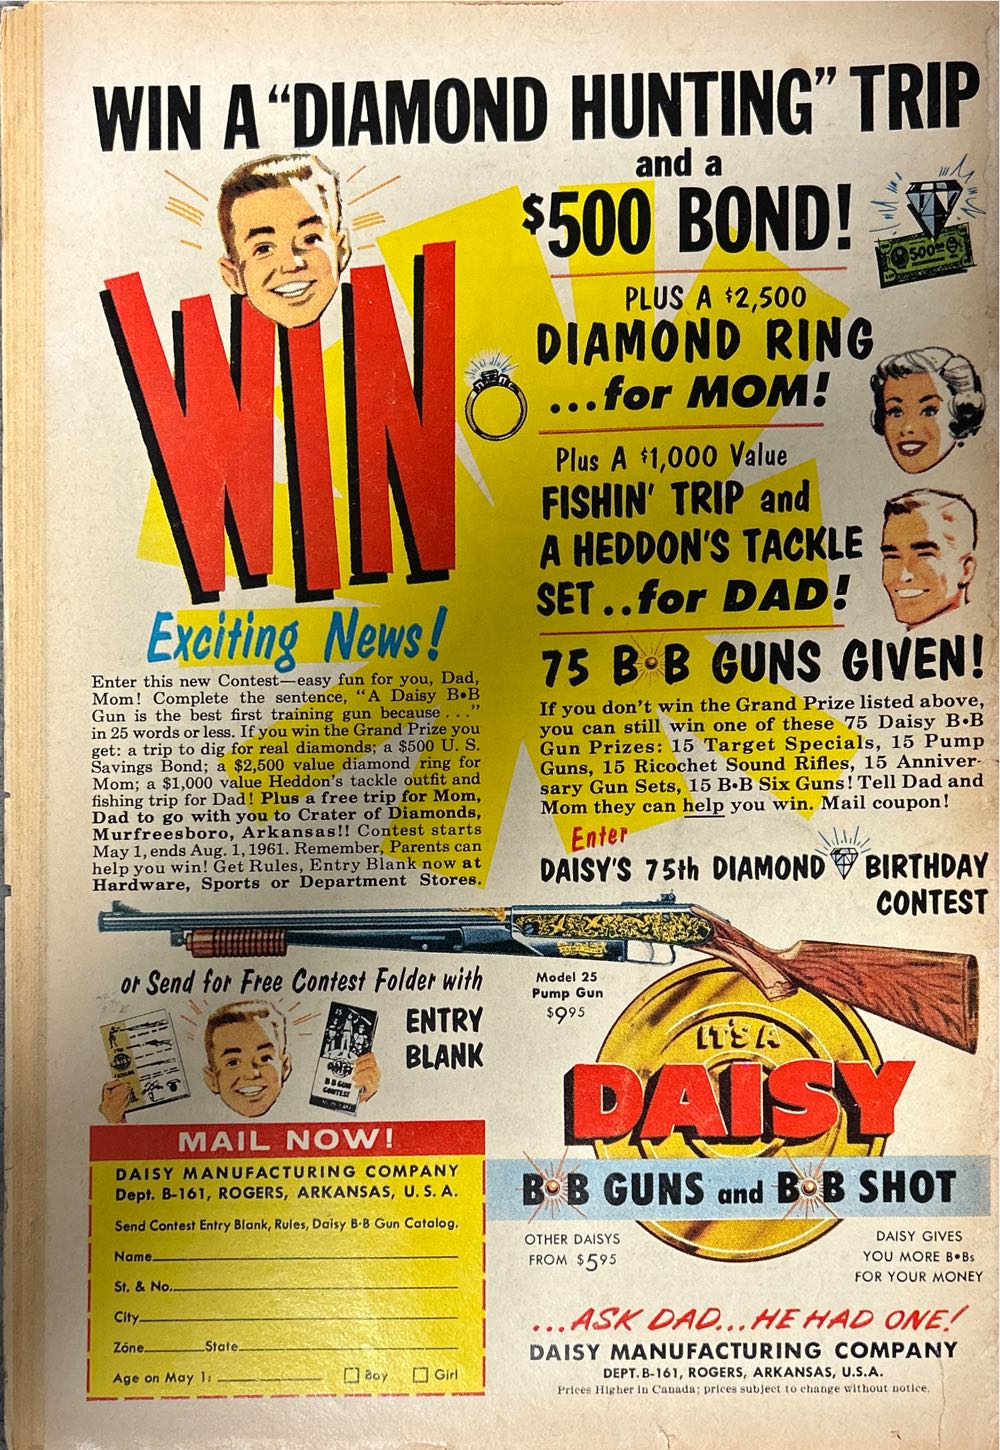 WIN A “DIAMOND HUNTING” TRIP
and a
$500 BOND!
500
PLUS A $2,500
DIAMOND RING
...for MOM!
WIN
Plus A $1,000 Value
FISHIN' TRIP and
A HEDDON'S TACKLE
SET..for DAD!
Exciting News!
Enter this new Contest—easy fun for you, Dad,
Mom! Complete the sentence, “A Daisy B•B
Gun is the best first training gun because . . .”
in 25 words or less. If you win the Grand Prize you
get: a trip to dig for real diamonds; a $500 U. S.
Savings Bond; a $2,500 value diamond ring for
Mom; a $1,000 value Heddon's tackle outfit and
fishing trip for Dad! Plus a free trip for Mom,
Dad to go with you to Crater of Diamonds,
Murfreesboro, Arkansas!! Contest starts
May 1, ends Aug. 1, 1961. Remember, Parents can
help you win! Get Rules, Entry Blank now at
Hardware, Sports or Department Stores.
75 B•B GUNS GIVEN!
If you don't win the Grand Prize listed above,
you can still win one of these 75 Daisy B•B
Gun Prizes: 15 Target Specials, 15 Pump
Guns, 15 Ricochet Sound Rifles, 15 Anniver-
sary Gun Sets, 15 B•B Six Guns! Tell Dad and
Mom they can help you win. Mail coupon!
Enter
DAISY'S 75th DIAMOND BIRTHDAY
CONTEST
or Send for Free Contest Folder with
ENTRY
BLANK
B B GUN
CONTEST
Model 25
Pump Gun
$9.95
IT'S A
DAISY
B•B GUNS and B•B SHOT
OTHER DAISYS
FROM $5.95
DAISY GIVES
YOU MORE B•Bs
FOR YOUR MONEY
MAIL NOW!
DAISY MANUFACTURING COMPANY
Dept. B-161, ROGERS, ARKANSAS, U. S. A.
Send Contest Entry Blank, Rules, Daisy B·B Gun Catalog.
Name
St. & No.
City
Zone State
Age on May 1: Boy Girl
...ASK DAD...HE HAD ONE!
DAISY MANUFACTURING COMPANY
DEPT. B-161, ROGERS, ARKANSAS, U.S.A.
Prices Higher in Canada; prices subject to change without notice.